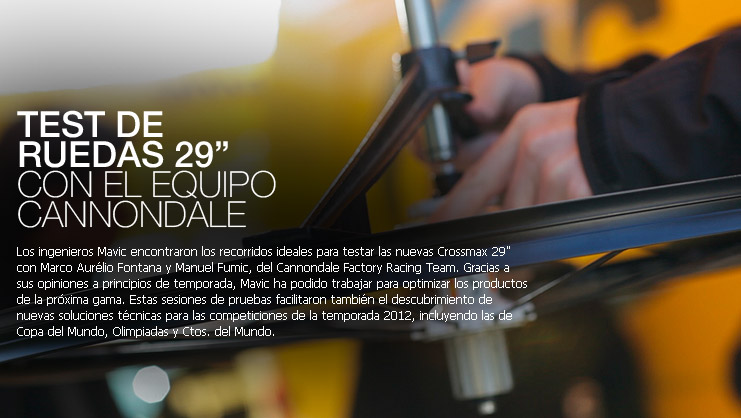 TEST DE
RUEDAS 29”
CON EL EQUIPO
CANNONDALE
Los ingenieros Mavic encontraron los recorridos ideales para testar las nuevas Crossmax 29"
con Marco Aurélio Fontana y Manuel Fumic, del Cannondale Factory Racing Team. Gracias a
sus opiniones a principios de temporada, Mavic ha podido trabajar para optimizar los productos
de la próxima gama. Estas sesiones de pruebas facilitaron también el descubrimiento de
nuevas soluciones técnicas para las competiciones de la temporada 2012, incluyendo las de
Copa del Mundo, Olimpiadas y Ctos. del Mundo.